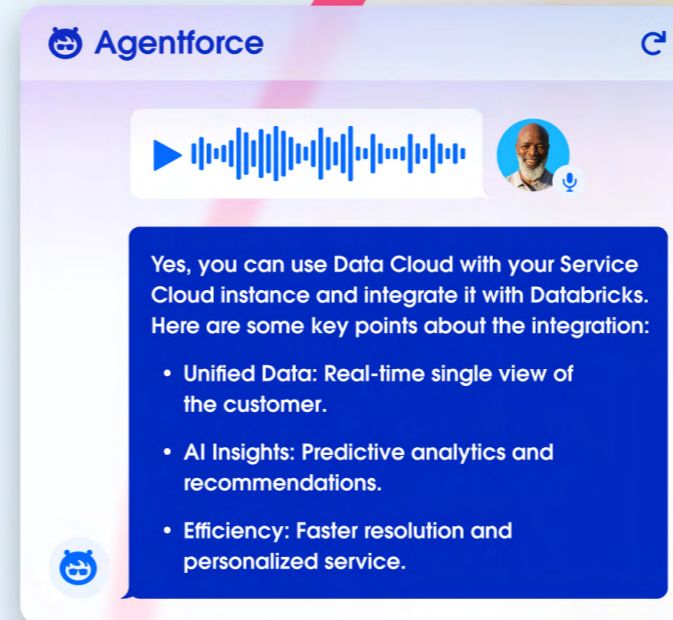 Agentforce
Yes, you can use Data Cloud with your Service
Cloud instance and integrate it with Databricks.
Here are some key points about the integration:
• Unified Data: Real-time single view of
the customer.
• AI Insights: Predictive analytics and
recommendations.
• Efficiency: Faster resolution and
personalized service.